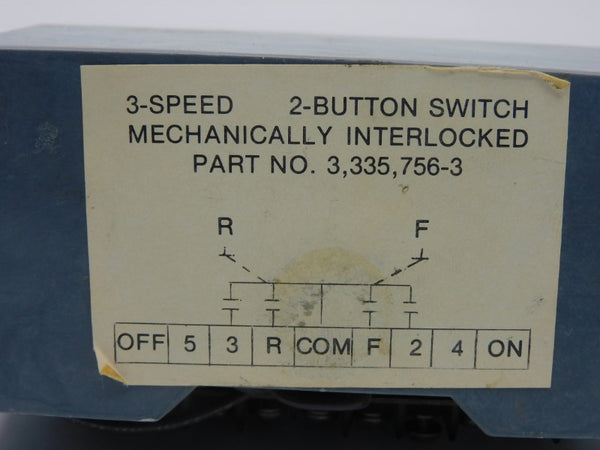 3-SPEED 2-BUTTON SWITCH
MECHANICALLY INTERLOCKED
PART NO. 3,335,756-3
R F
OFF 5 3 R COM F 2 4 ON